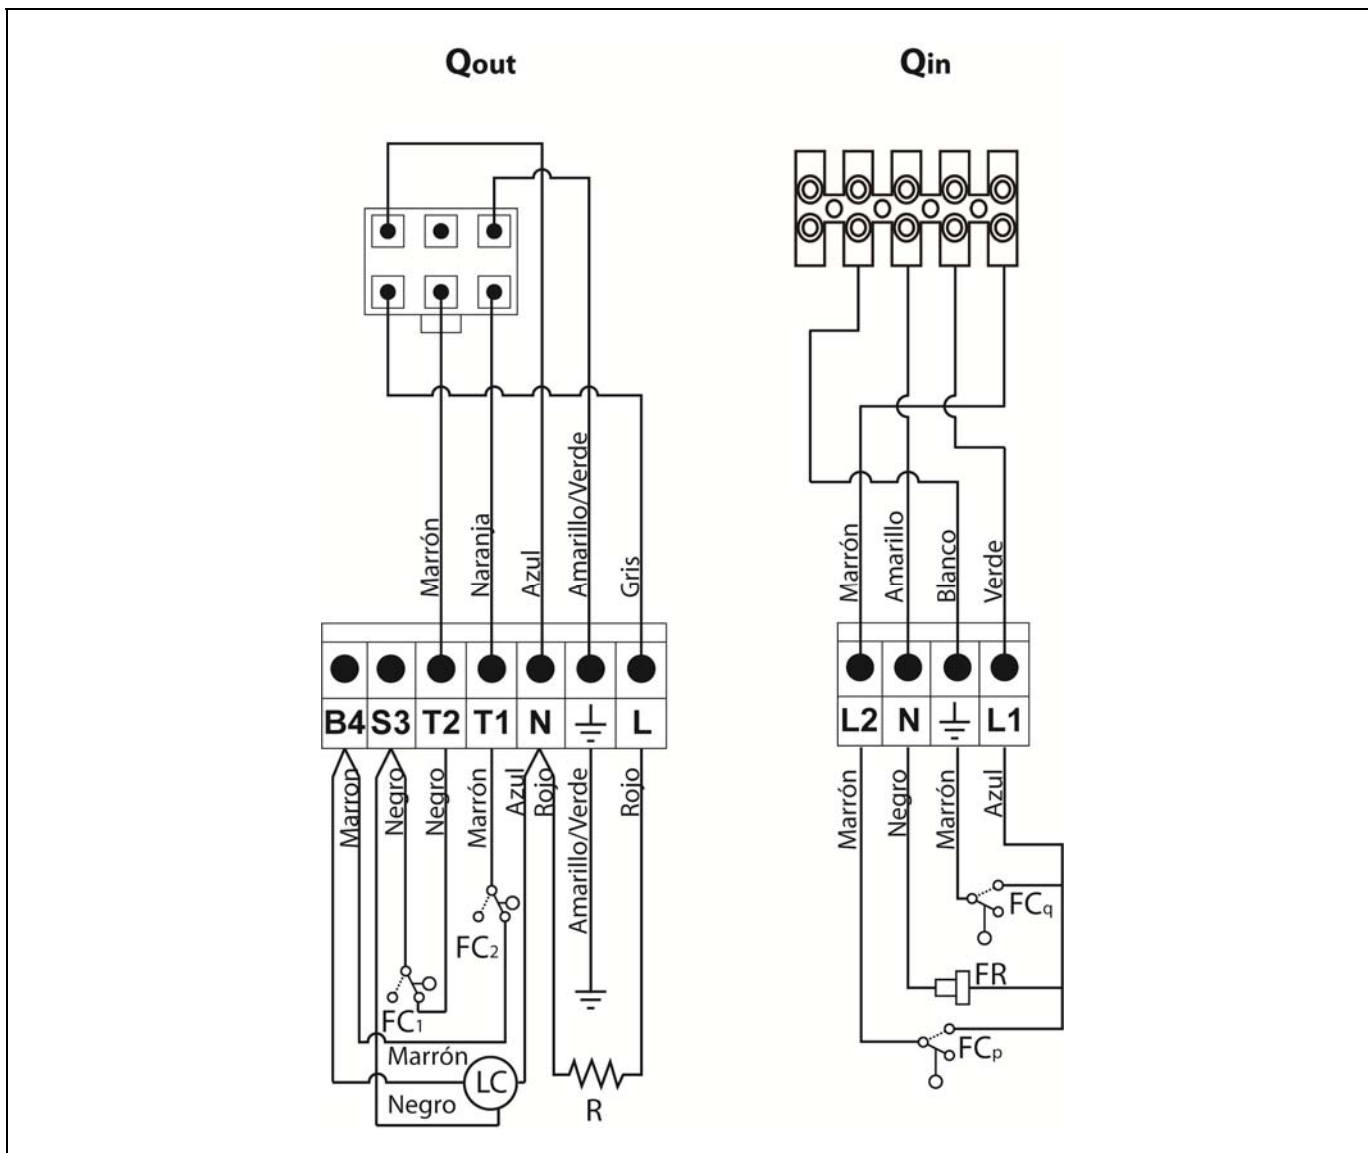 Qout
Qin
Marrón
Naranja
Azul
Amarillo/Verde
Gris
Marrón
Amarillo
Blanco
Verde
B4 S3 T2 T1 N L
L2 N L1
Marron
Negro
Negro
Marrón
Azul
Rojo
Amarillo/Verde
Rojo
Marrón
Negro
Marrón
Azul
FC2
FC1
FCq
FR
FCp
Marrón
LC
Negro
R